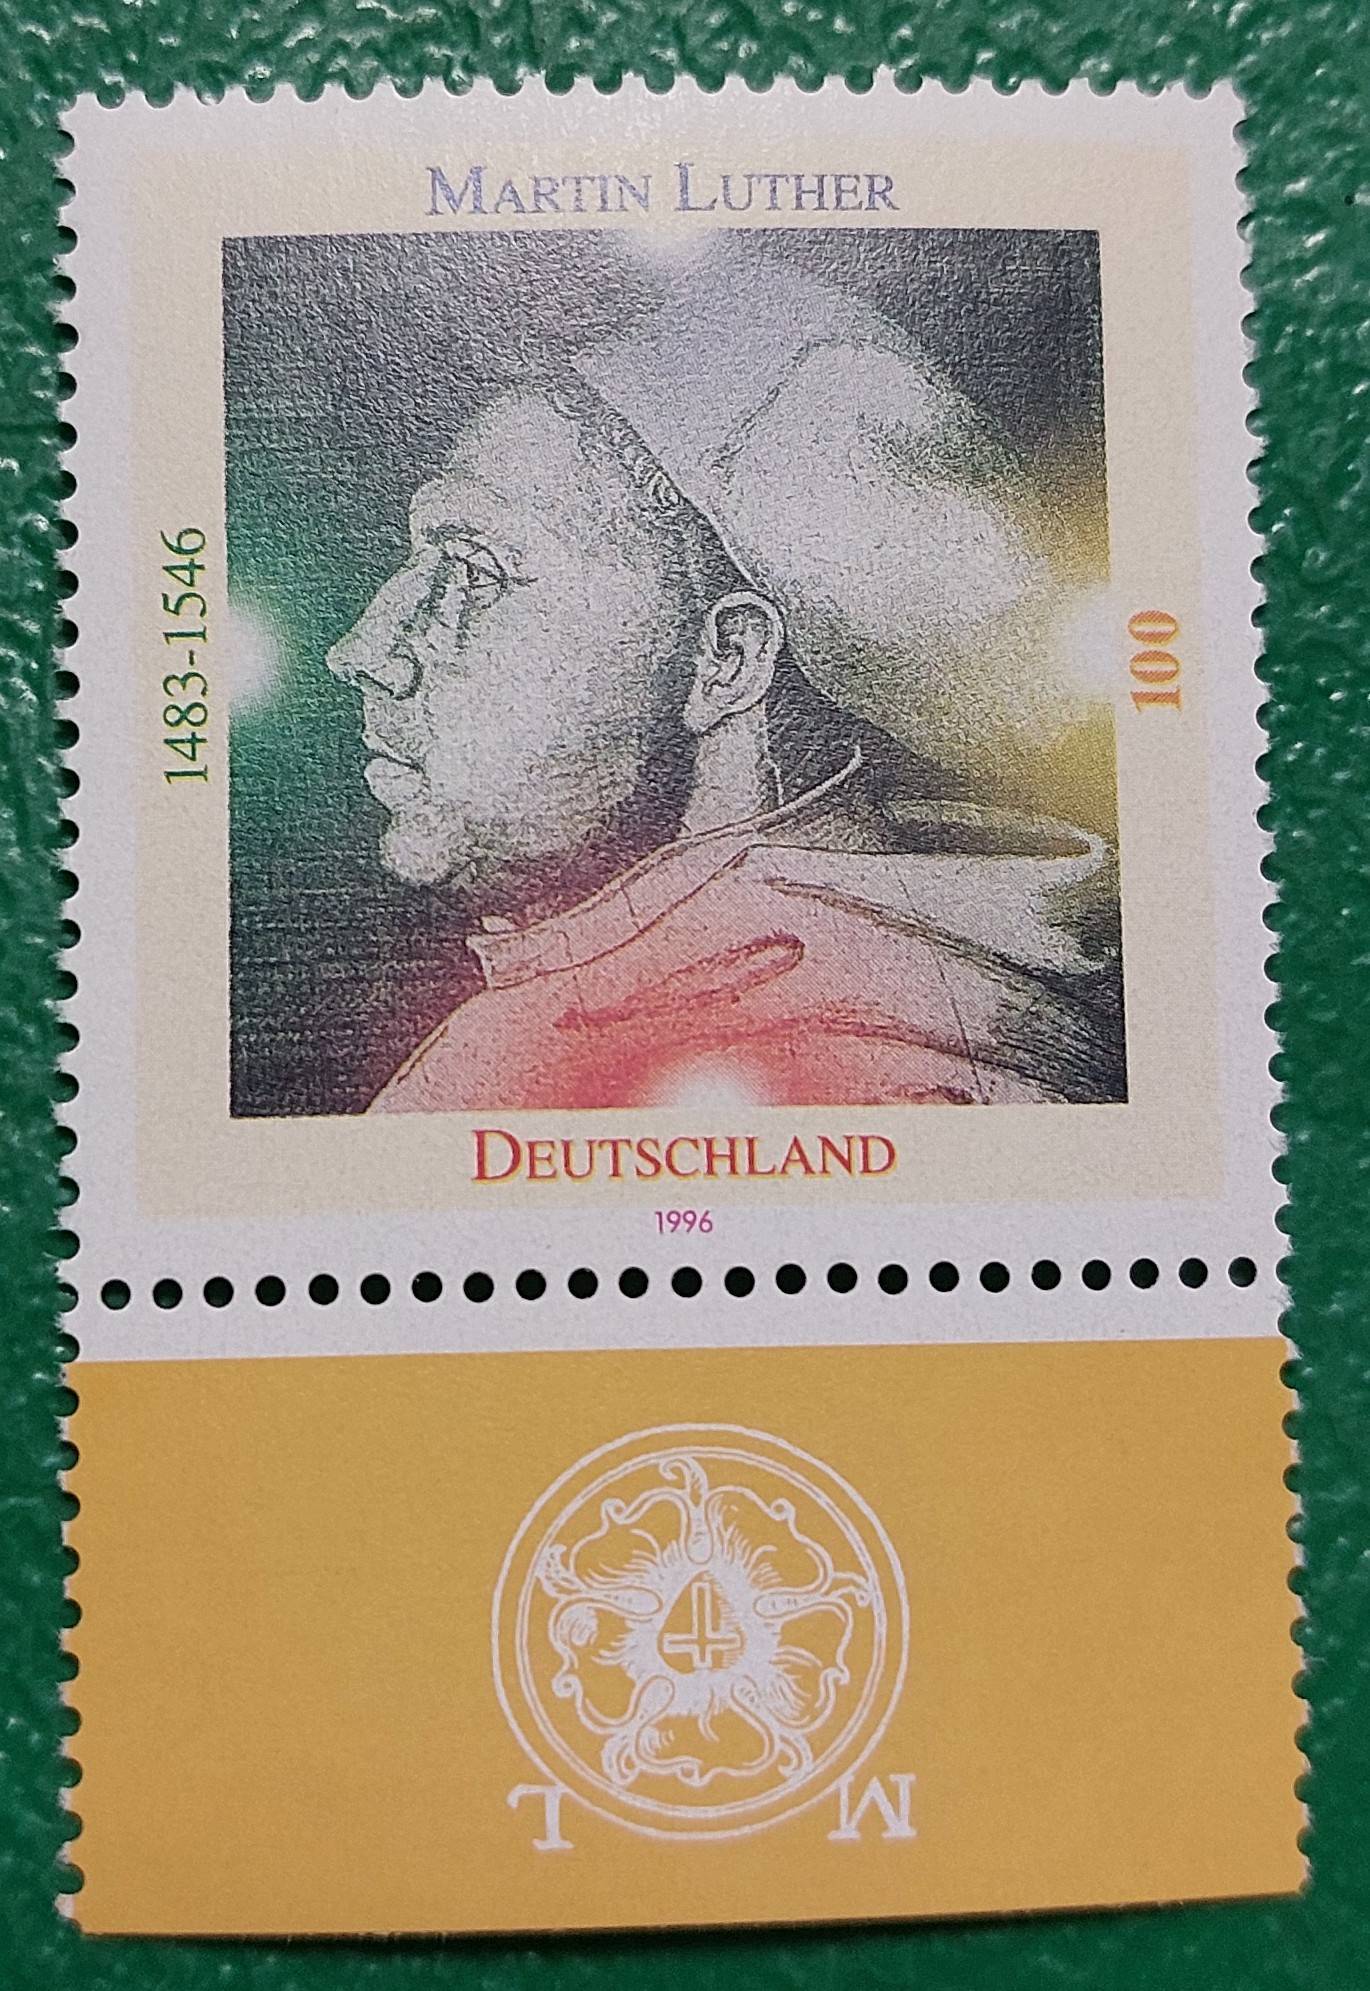 MARTIN LUTHER
1483-1546
100
DEUTSCHLAND
1996
M L